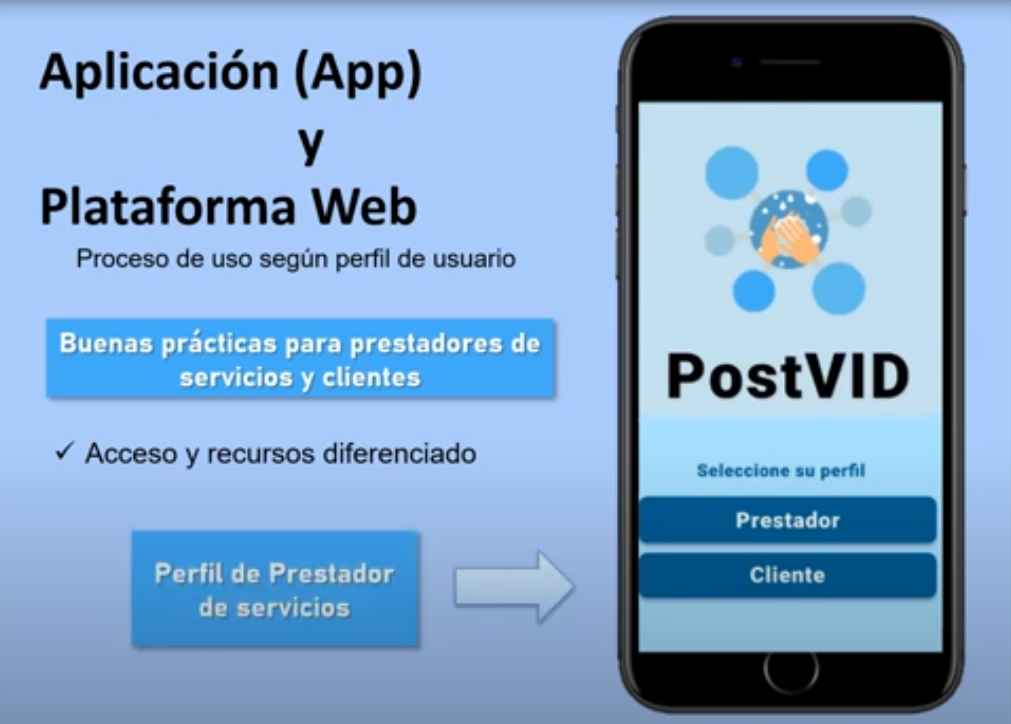 Aplicación (App)
y
Plataforma Web
Proceso de uso según perfil de usuario
Buenas prácticas para prestadores de
servicios y clientes
✓ Acceso y recursos diferenciado
Perfil de Prestador
de servicios
PostVID
Seleccione su perfil
Prestador
Cliente